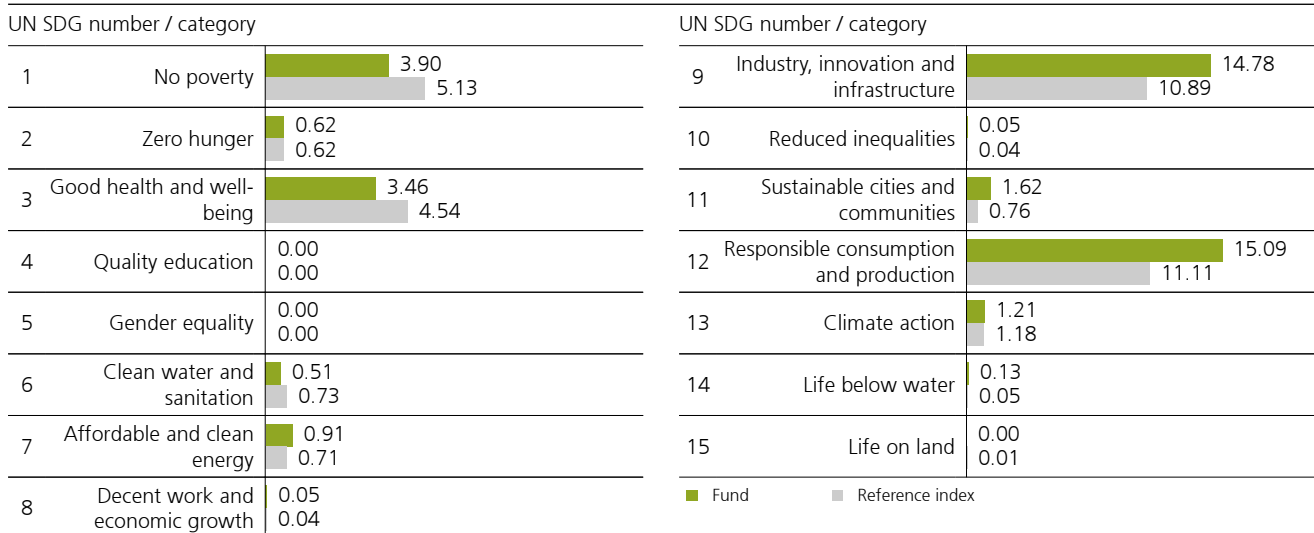 UN SDG number / category
1
No poverty
3.90
5.13
2
Zero hunger
0.62
0.62
3
Good health and well-
being
3.46
4.54
4
Quality education
0.00
0.00
5
Gender equality
0.00
0.00
6
Clean water and
sanitation
0.51
0.73
7
Affordable and clean
energy
0.91
0.71
8
Decent work and
economic growth
0.05
0.04
UN SDG number / category
9
Industry, innovation and
infrastructure
14.78
10.89
10
Reduced inequalities
0.05
0.04
11
Sustainable cities and
communities
1.62
0.76
12
Responsible consumption
and production
15.09
11.11
13
Climate action
1.21
1.18
14
Life below water
0.13
0.05
15
Life on land
0.00
0.01
Fund
Reference index